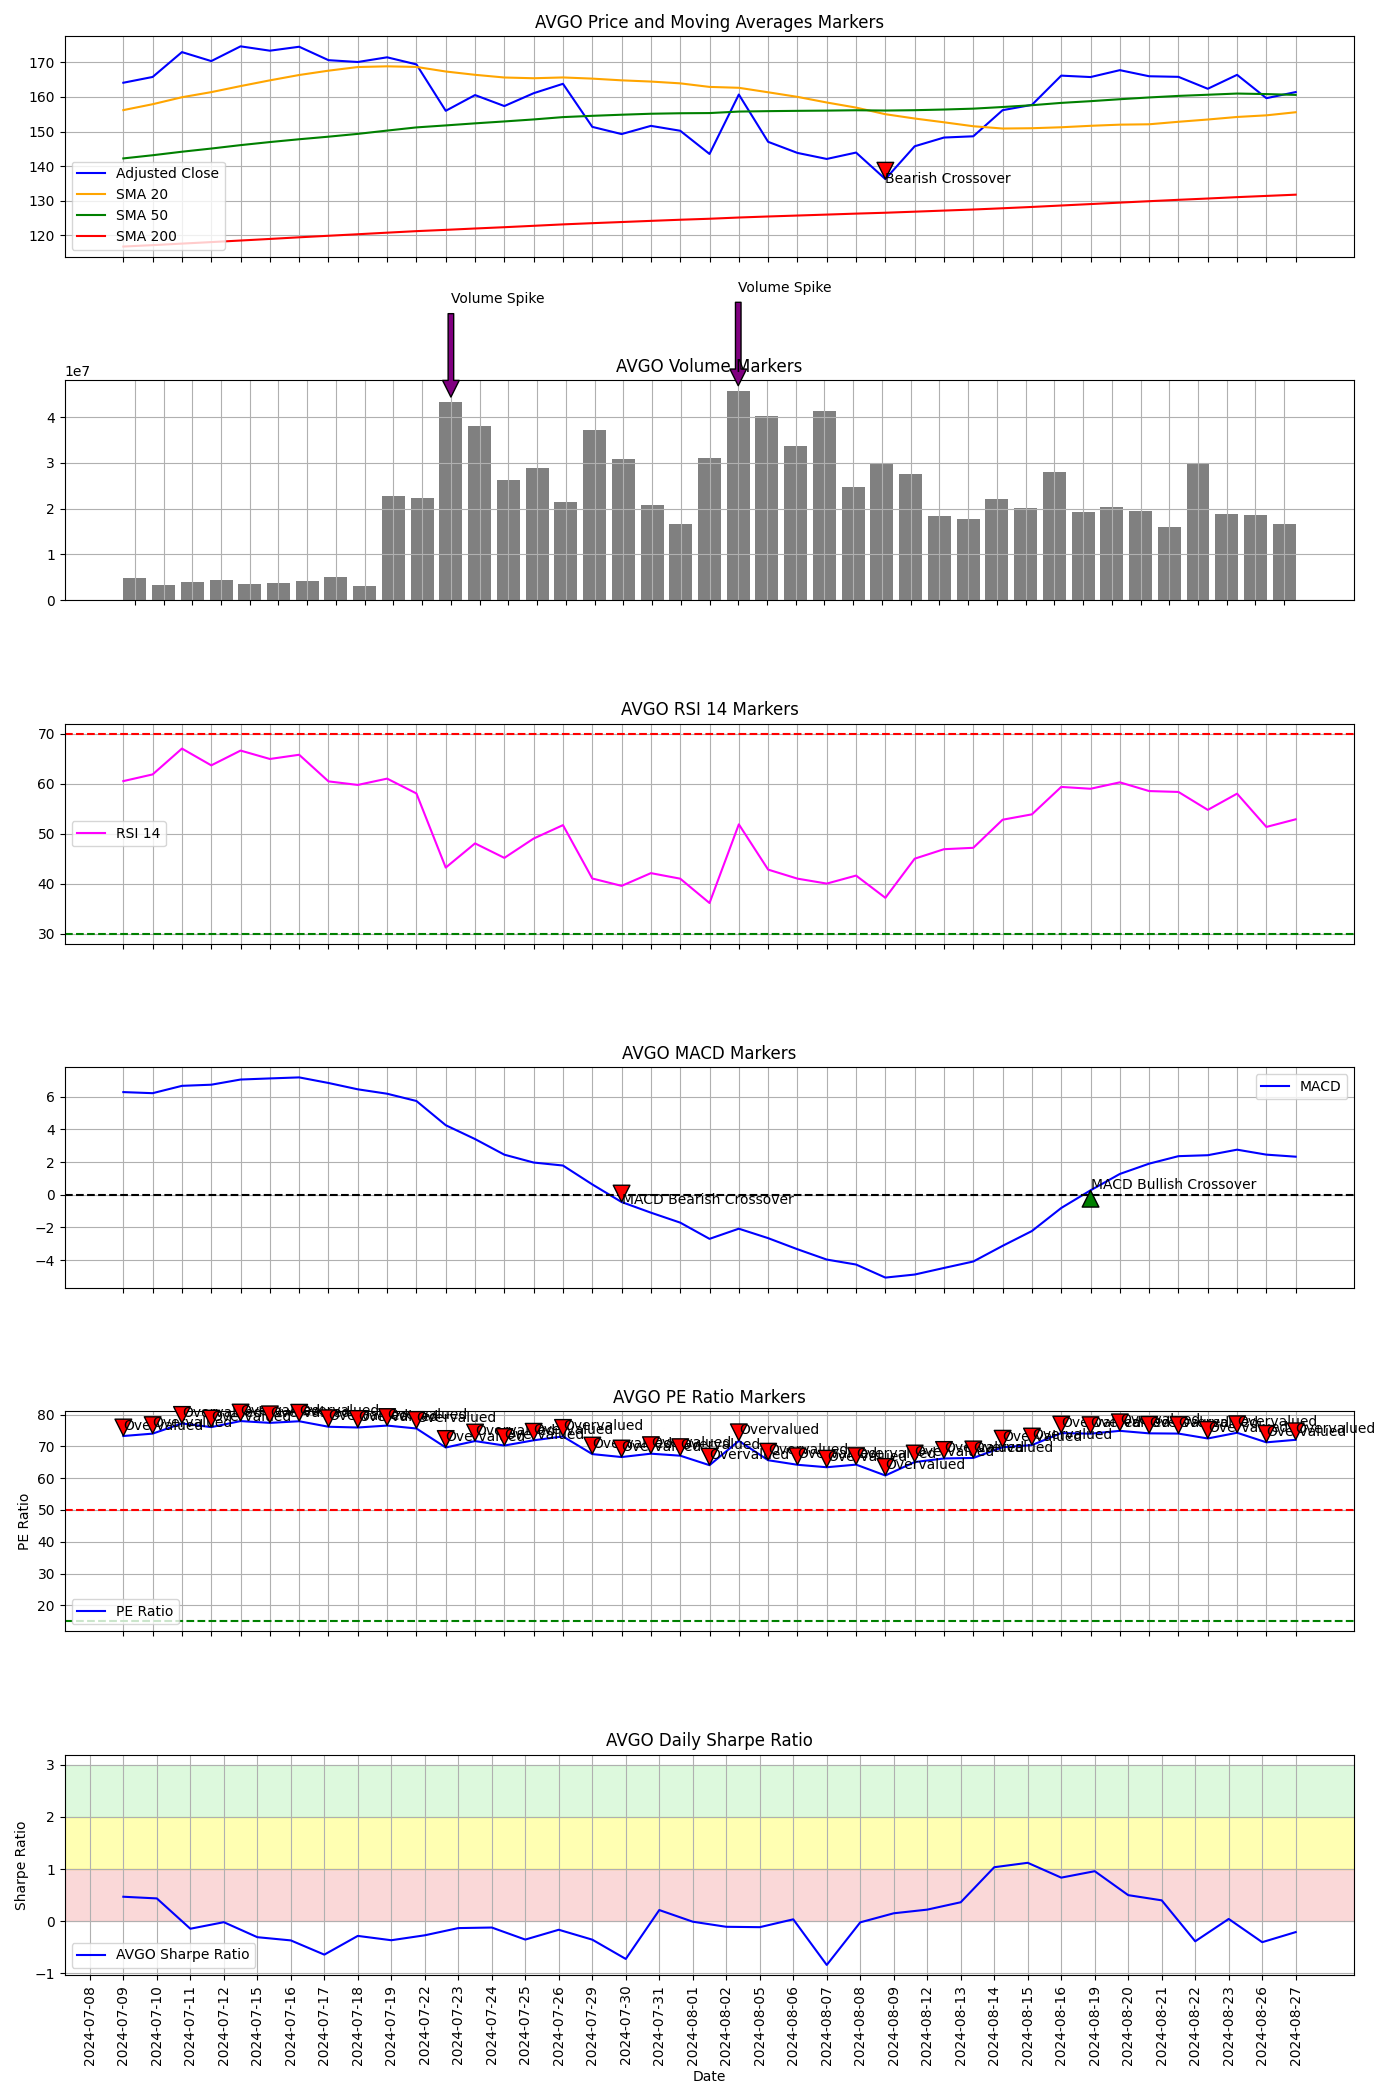 AVGO Price and Moving Averages Markers
170
160
150
140
130
120
Adjusted Close
SMA 20
SMA 50
SMA 200
Bearish Crossover
Volume Spike
Volume Spike
AVGO Volume Markers
1e7
4
3
2
1
0
AVGO RSI 14 Markers
70
60
50
40
30
RSI 14
AVGO MACD Markers
6
4
2
0
−2
−4
MACD
MACD Bearish Crossover
MACD Bullish Crossover
AVGO PE Ratio Markers
80
70
60
50
40
30
20
PE Ratio
Overvalued
Overvalued
Overvalued
Overvalued
Overvalued
Overvalued
Overvalued
Overvalued
PE Ratio
AVGO Daily Sharpe Ratio
3
2
1
0
−1
Sharpe Ratio
AVGO Sharpe Ratio
2024-07-08
2024-07-09
2024-07-10
2024-07-11
2024-07-12
2024-07-15
2024-07-16
2024-07-17
2024-07-18
2024-07-19
2024-07-22
2024-07-23
2024-07-24
2024-07-25
2024-07-26
2024-07-29
2024-07-30
2024-07-31
2024-08-01
2024-08-02
2024-08-05
2024-08-06
2024-08-07
2024-08-08
2024-08-09
2024-08-12
2024-08-13
2024-08-14
2024-08-15
2024-08-16
2024-08-19
2024-08-20
2024-08-21
2024-08-22
2024-08-23
2024-08-26
2024-08-27
Date